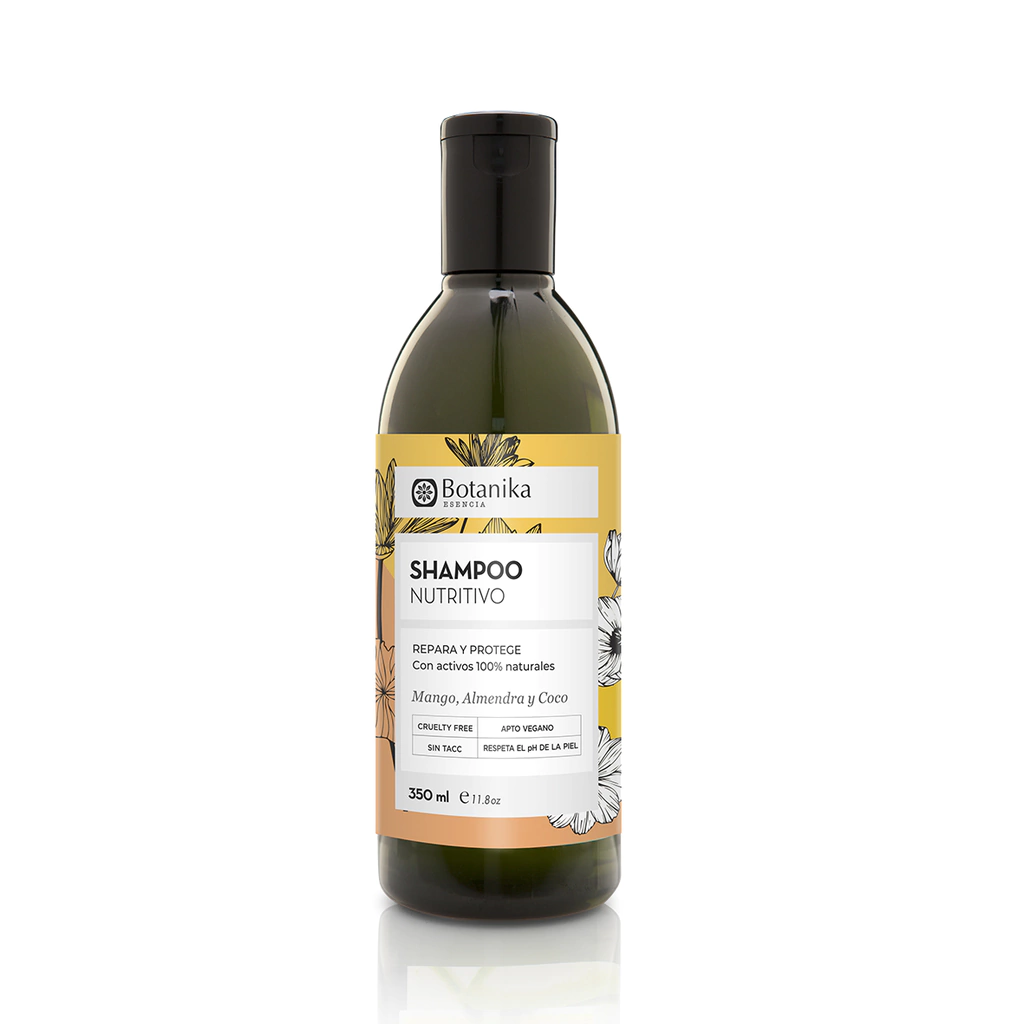 Botanika
ESENCIA
SHAMPOO
NUTRITIVO
REPARA Y PROTEGE
Con activos 100% naturales
Mango, Almendra y Coco
CRUELTY FREE
APTO VEGANO
SIN TACC
RESPETA EL pH DE LA PIEL
350 ml e 11.8oz